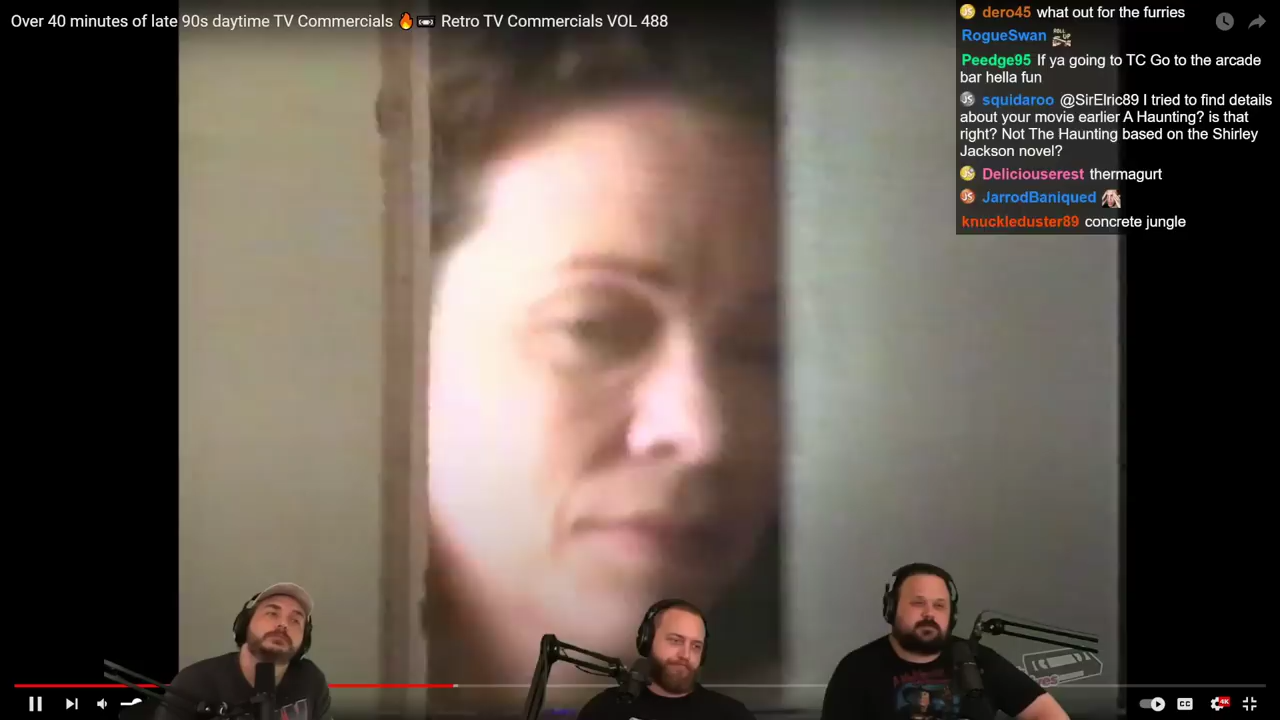 Over 40 minutes of late 90s daytime TV Commercials 🔥📼 Retro TV Commercials VOL 488
dero45 what out for the furries
RogueSwan
Peedge95 If ya going to TC Go to the arcade
bar hella fun
squidaroo @SirElric89 I tried to find details
about your movie earlier A Haunting? is that
right? Not The Haunting based on the Shirley
Jackson novel?
Deliciouserest thermagurt
JarrodBaniqued
knuckleduster89 concrete jungle
CC
4K